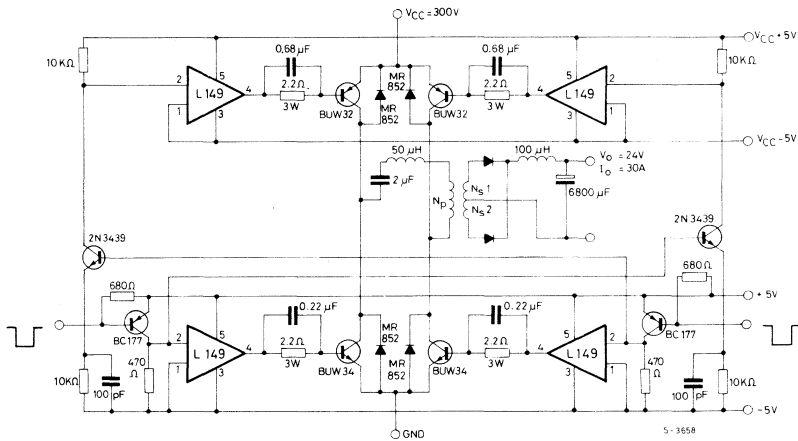 VCC=300V
VCC+5V
10KΩ
0,68 µF
0.68 µF
10KΩ
2
5
L 149
4
1
3
2.2Ω
3W
BUW32
MR
852
MR
852
BUW32
2.2Ω
3W
4
L149
5
2
3
1
VCC-5V
50 µH
100 µH
VO = 24V
IO = 30A
2 µF
Np
Ns1
Ns2
6800 µF
2N 3439
2N 3439
680Ω
680Ω
+5V
0.22 µF
0.22 µF
BC177
2
5
L 149
4
1
3
2.2Ω
3W
BUW34
MR
852
MR
852
BUW34
2.2Ω
3W
4
L 149
5
2
3
1
BC177
470
Ω
470
Ω
10KΩ
100
pF
100
pF
10KΩ
-5V
GND
S-3658